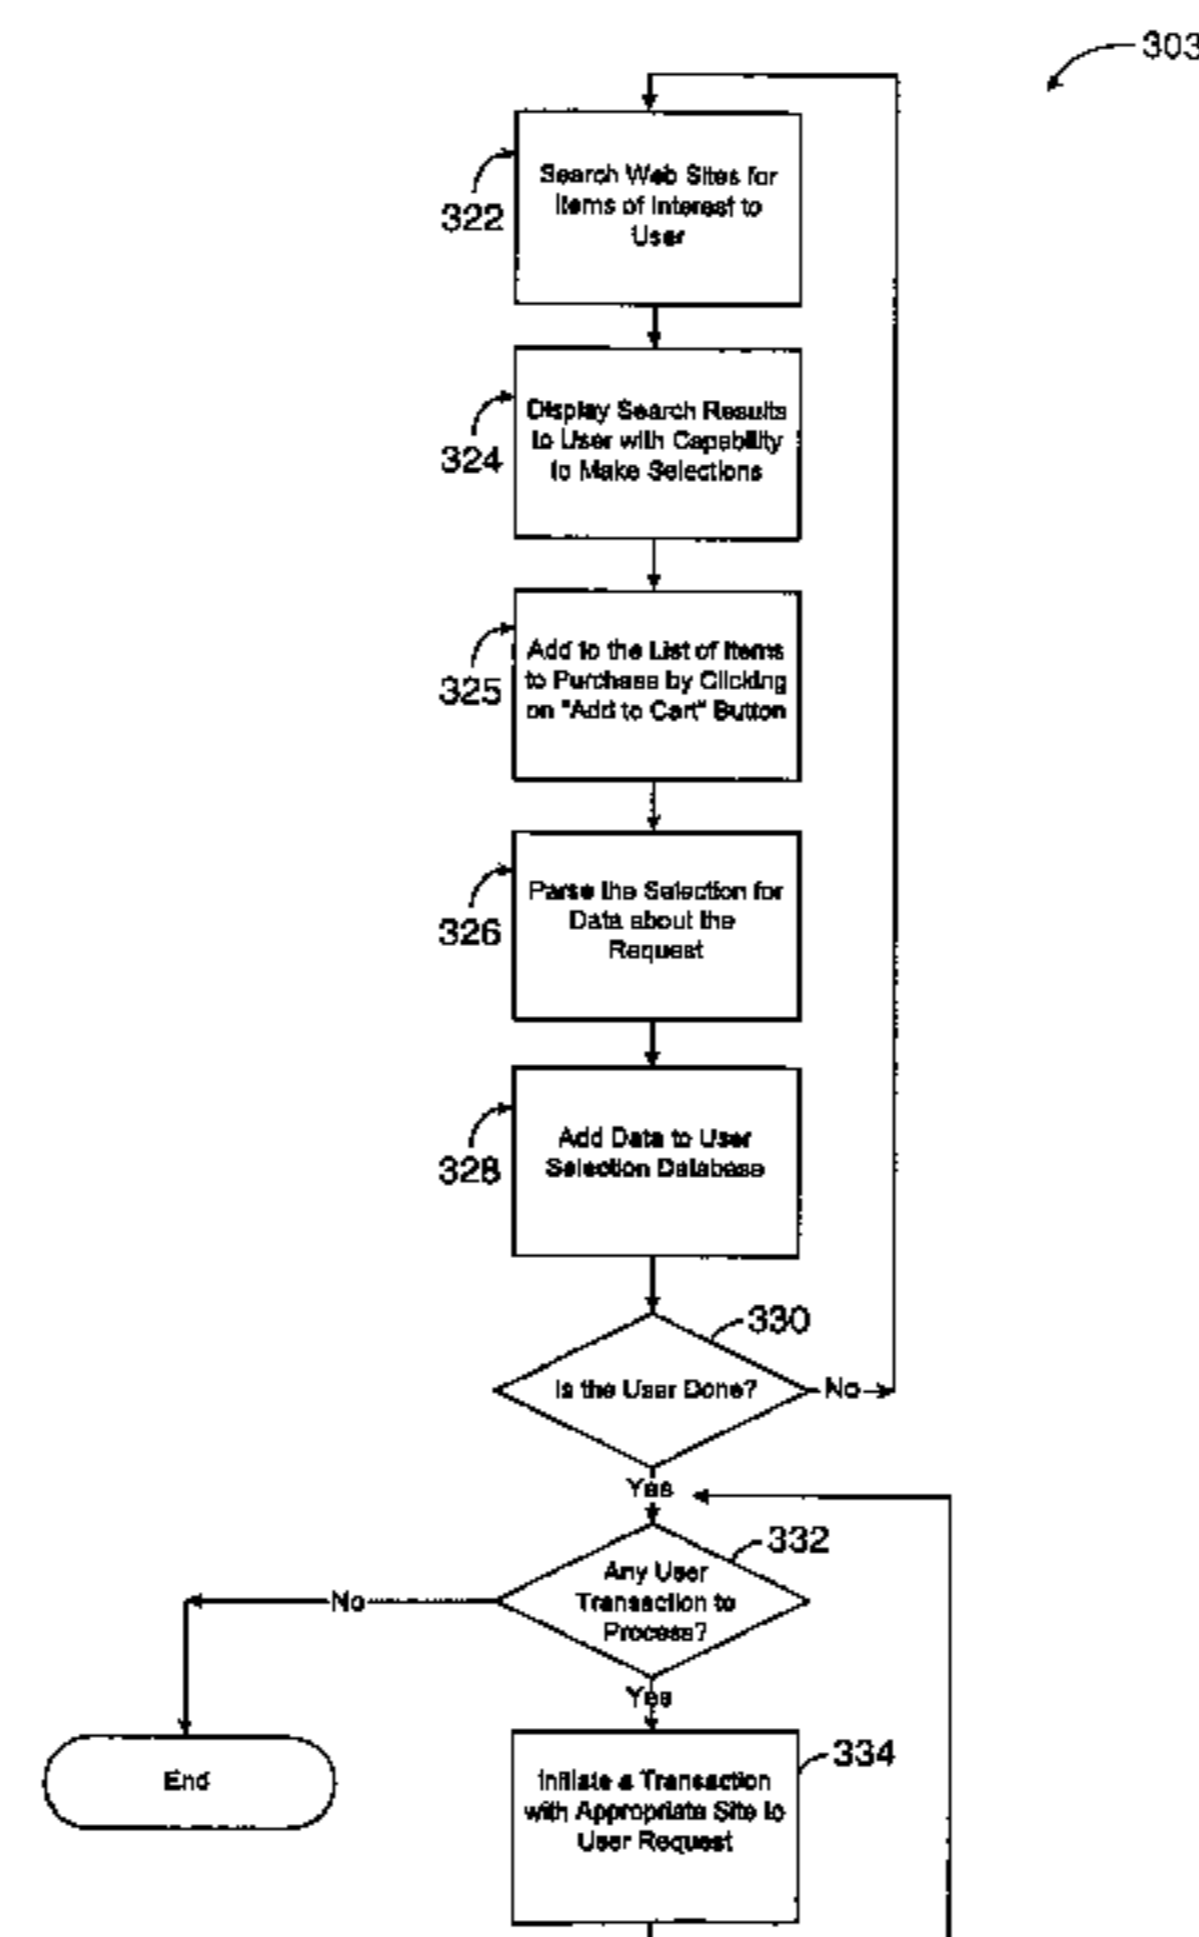 303
Search Web Sites for
Items of Interest to
User
322
Display Search Results
to User with Capability
to Make Selections
324
Add to the List of Items
to Purchase by Clicking
on "Add to Cart" Button
325
Parse the Selection for
Data about the
Request
326
Add Data to User
Selection Database
328
330
Is the User Done?
No
Yes
332
Any User
Transaction to
Process?
No
Yes
334
End
Initiate a Transaction
with Appropriate Site to
User Request